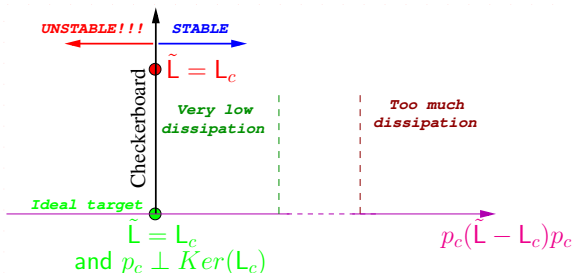 UNSTABLE!!! STABLE
L̃ = L_c
Checkerboard
Very low
dissipation
Too much
dissipation
Ideal target
L̃ = L_c
and p_c ⊥ Ker(L_c)
p_c(L̃ − L_c)p_c